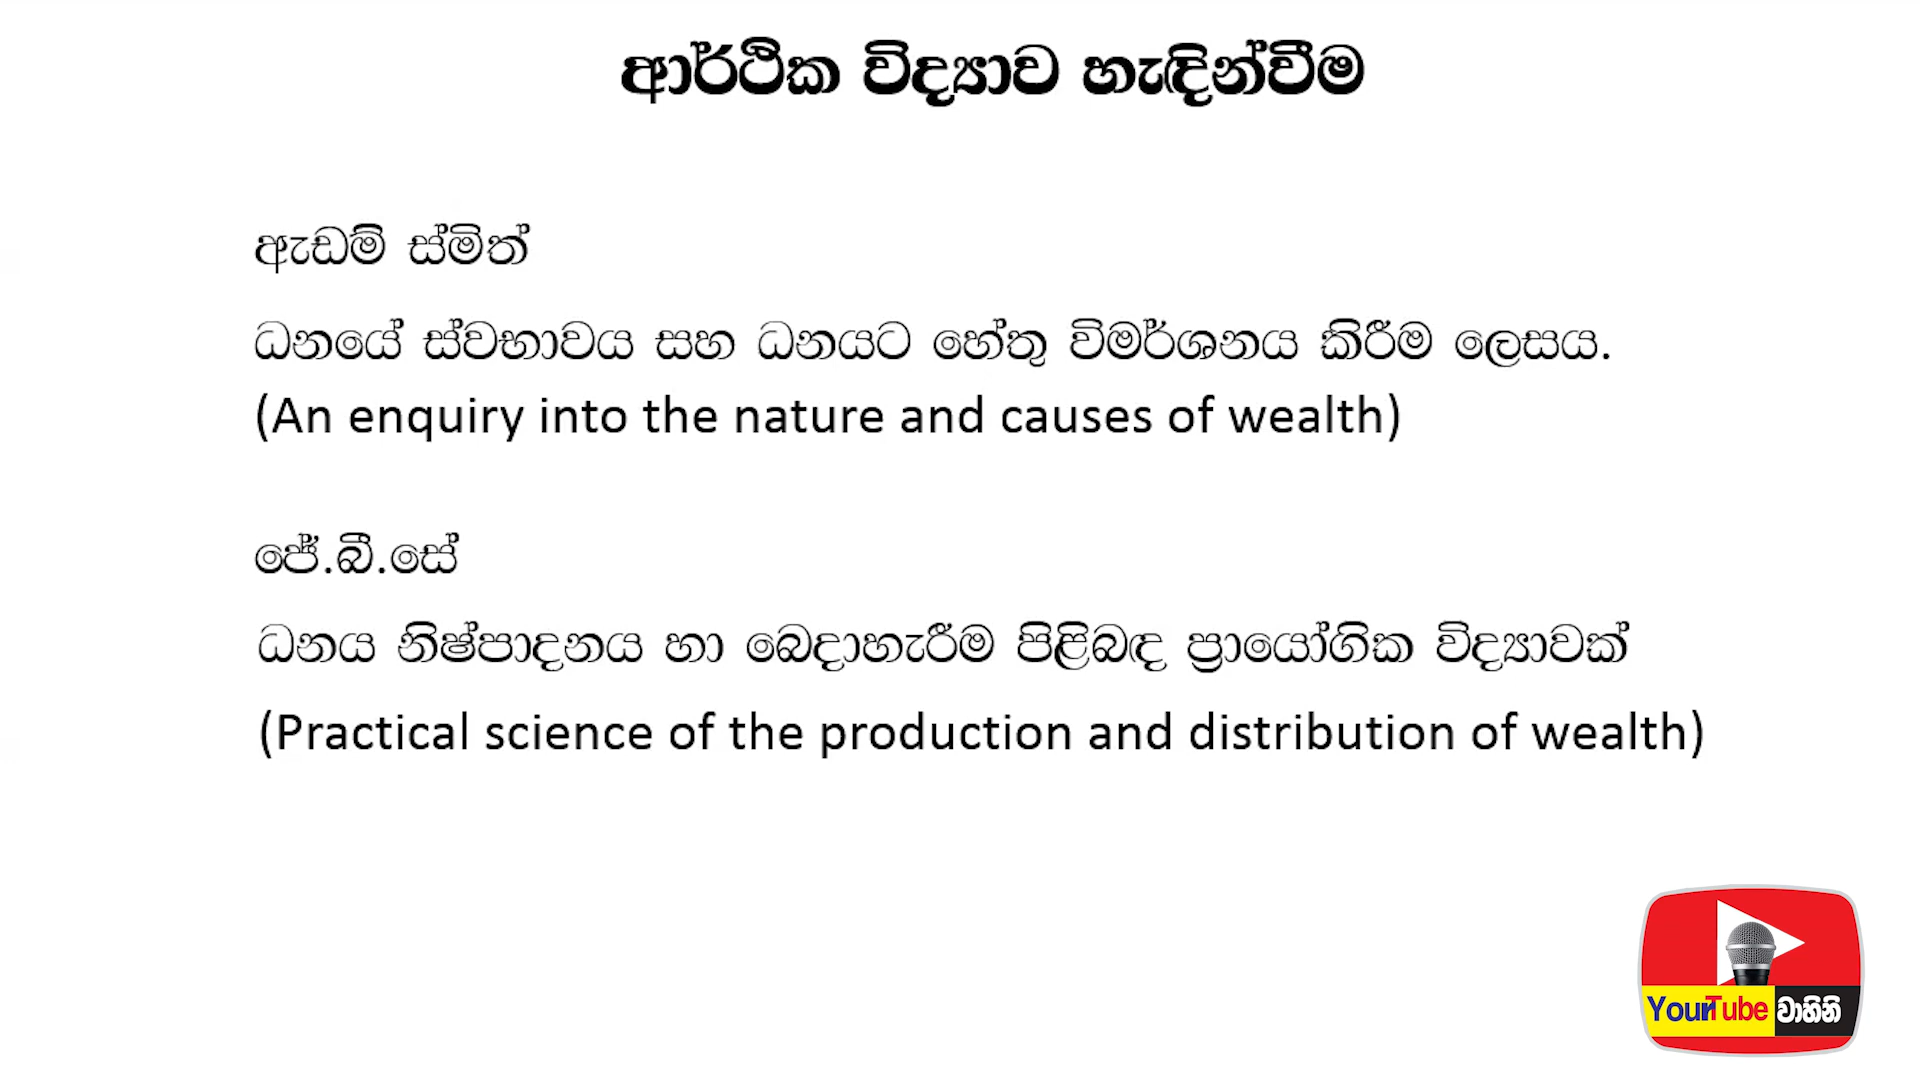 ආර්ථික විද්‍යාව හැඳින්වීම
ඇඩම් ස්මිත්
ධනයේ ස්වභාවය සහ ධනයට හේතු විමර්ශනය කිරීම ලෙසය.
(An enquiry into the nature and causes of wealth)
ජේ.බී.සේ
ධනය නිෂ්පාදනය හා බෙදාහැරීම පිළිබඳ ප්‍රායෝගික විද්‍යාවක්
(Practical science of the production and distribution of wealth)
YournTube වාහිනි